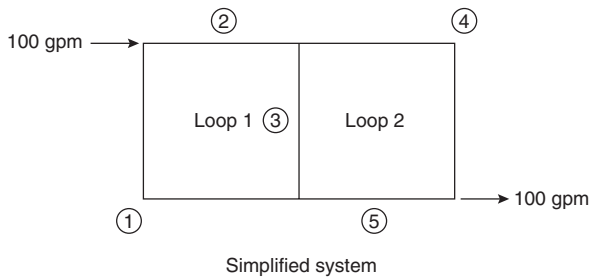 ② ④
100 gpm
Loop 1 ③ Loop 2
100 gpm
① ⑤
Simplified system